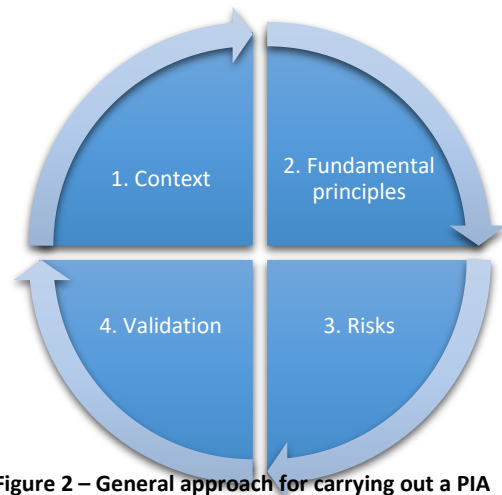 1. Context
2. Fundamental
principles
4. Validation
3. Risks
Figure 2 – General approach for carrying out a PIA